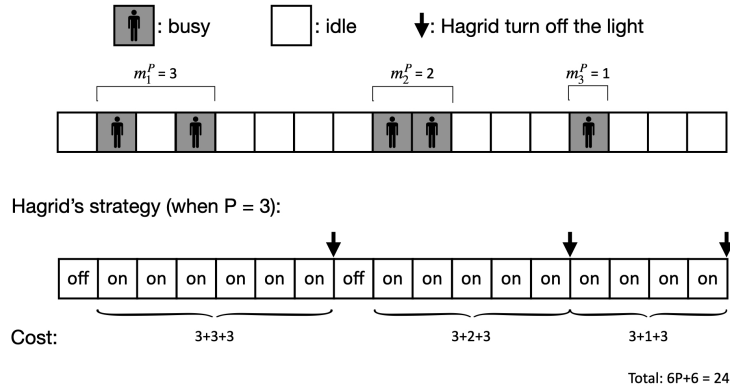 : busy : idle : Hagrid turn off the light
m₁ᴾ = 3 m₂ᴾ = 2 m₃ᴾ = 1
Hagrid's strategy (when P = 3):
off on on on on on on off on on on on on on on on on
Cost: 3+3+3 3+2+3 3+1+3
Total: 6P+6 = 24